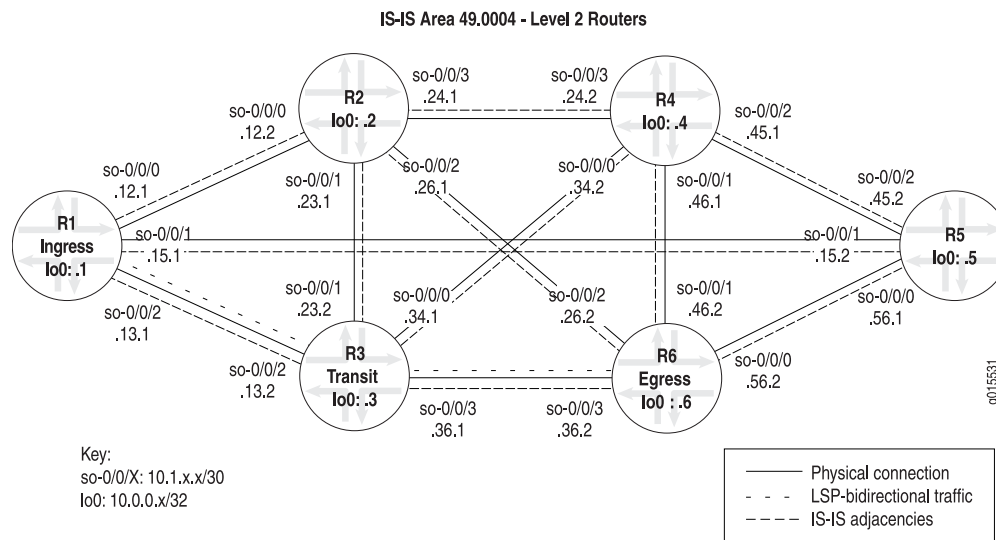 IS-IS Area 49.0004 - Level 2 Routers
so-0/0/3
.24.1
so-0/0/3
.24.2
R2
lo0: .2
R4
lo0: .4
so-0/0/0
.12.2
so-0/0/2
.45.1
so-0/0/0
.12.1
so-0/0/1
.23.1
so-0/0/2
.26.1
so-0/0/0
.34.2
so-0/0/1
.46.1
so-0/0/2
.45.2
R1
Ingress
lo0: .1
so-0/0/1
.15.1
so-0/0/1
.15.2
R5
lo0: .5
so-0/0/2
.13.1
so-0/0/1
.23.2
so-0/0/0
.34.1
so-0/0/2
.26.2
so-0/0/1
.46.2
so-0/0/0
.56.1
so-0/0/2
.13.2
R3
Transit
lo0: .3
R6
Egress
lo0 : .6
so-0/0/0
.56.2
so-0/0/3
.36.1
so-0/0/3
.36.2
g015531
Key:
so-0/0/X: 10.1.x.x/30
lo0: 10.0.0.x/32
Physical connection
LSP-bidirectional traffic
IS-IS adjacencies